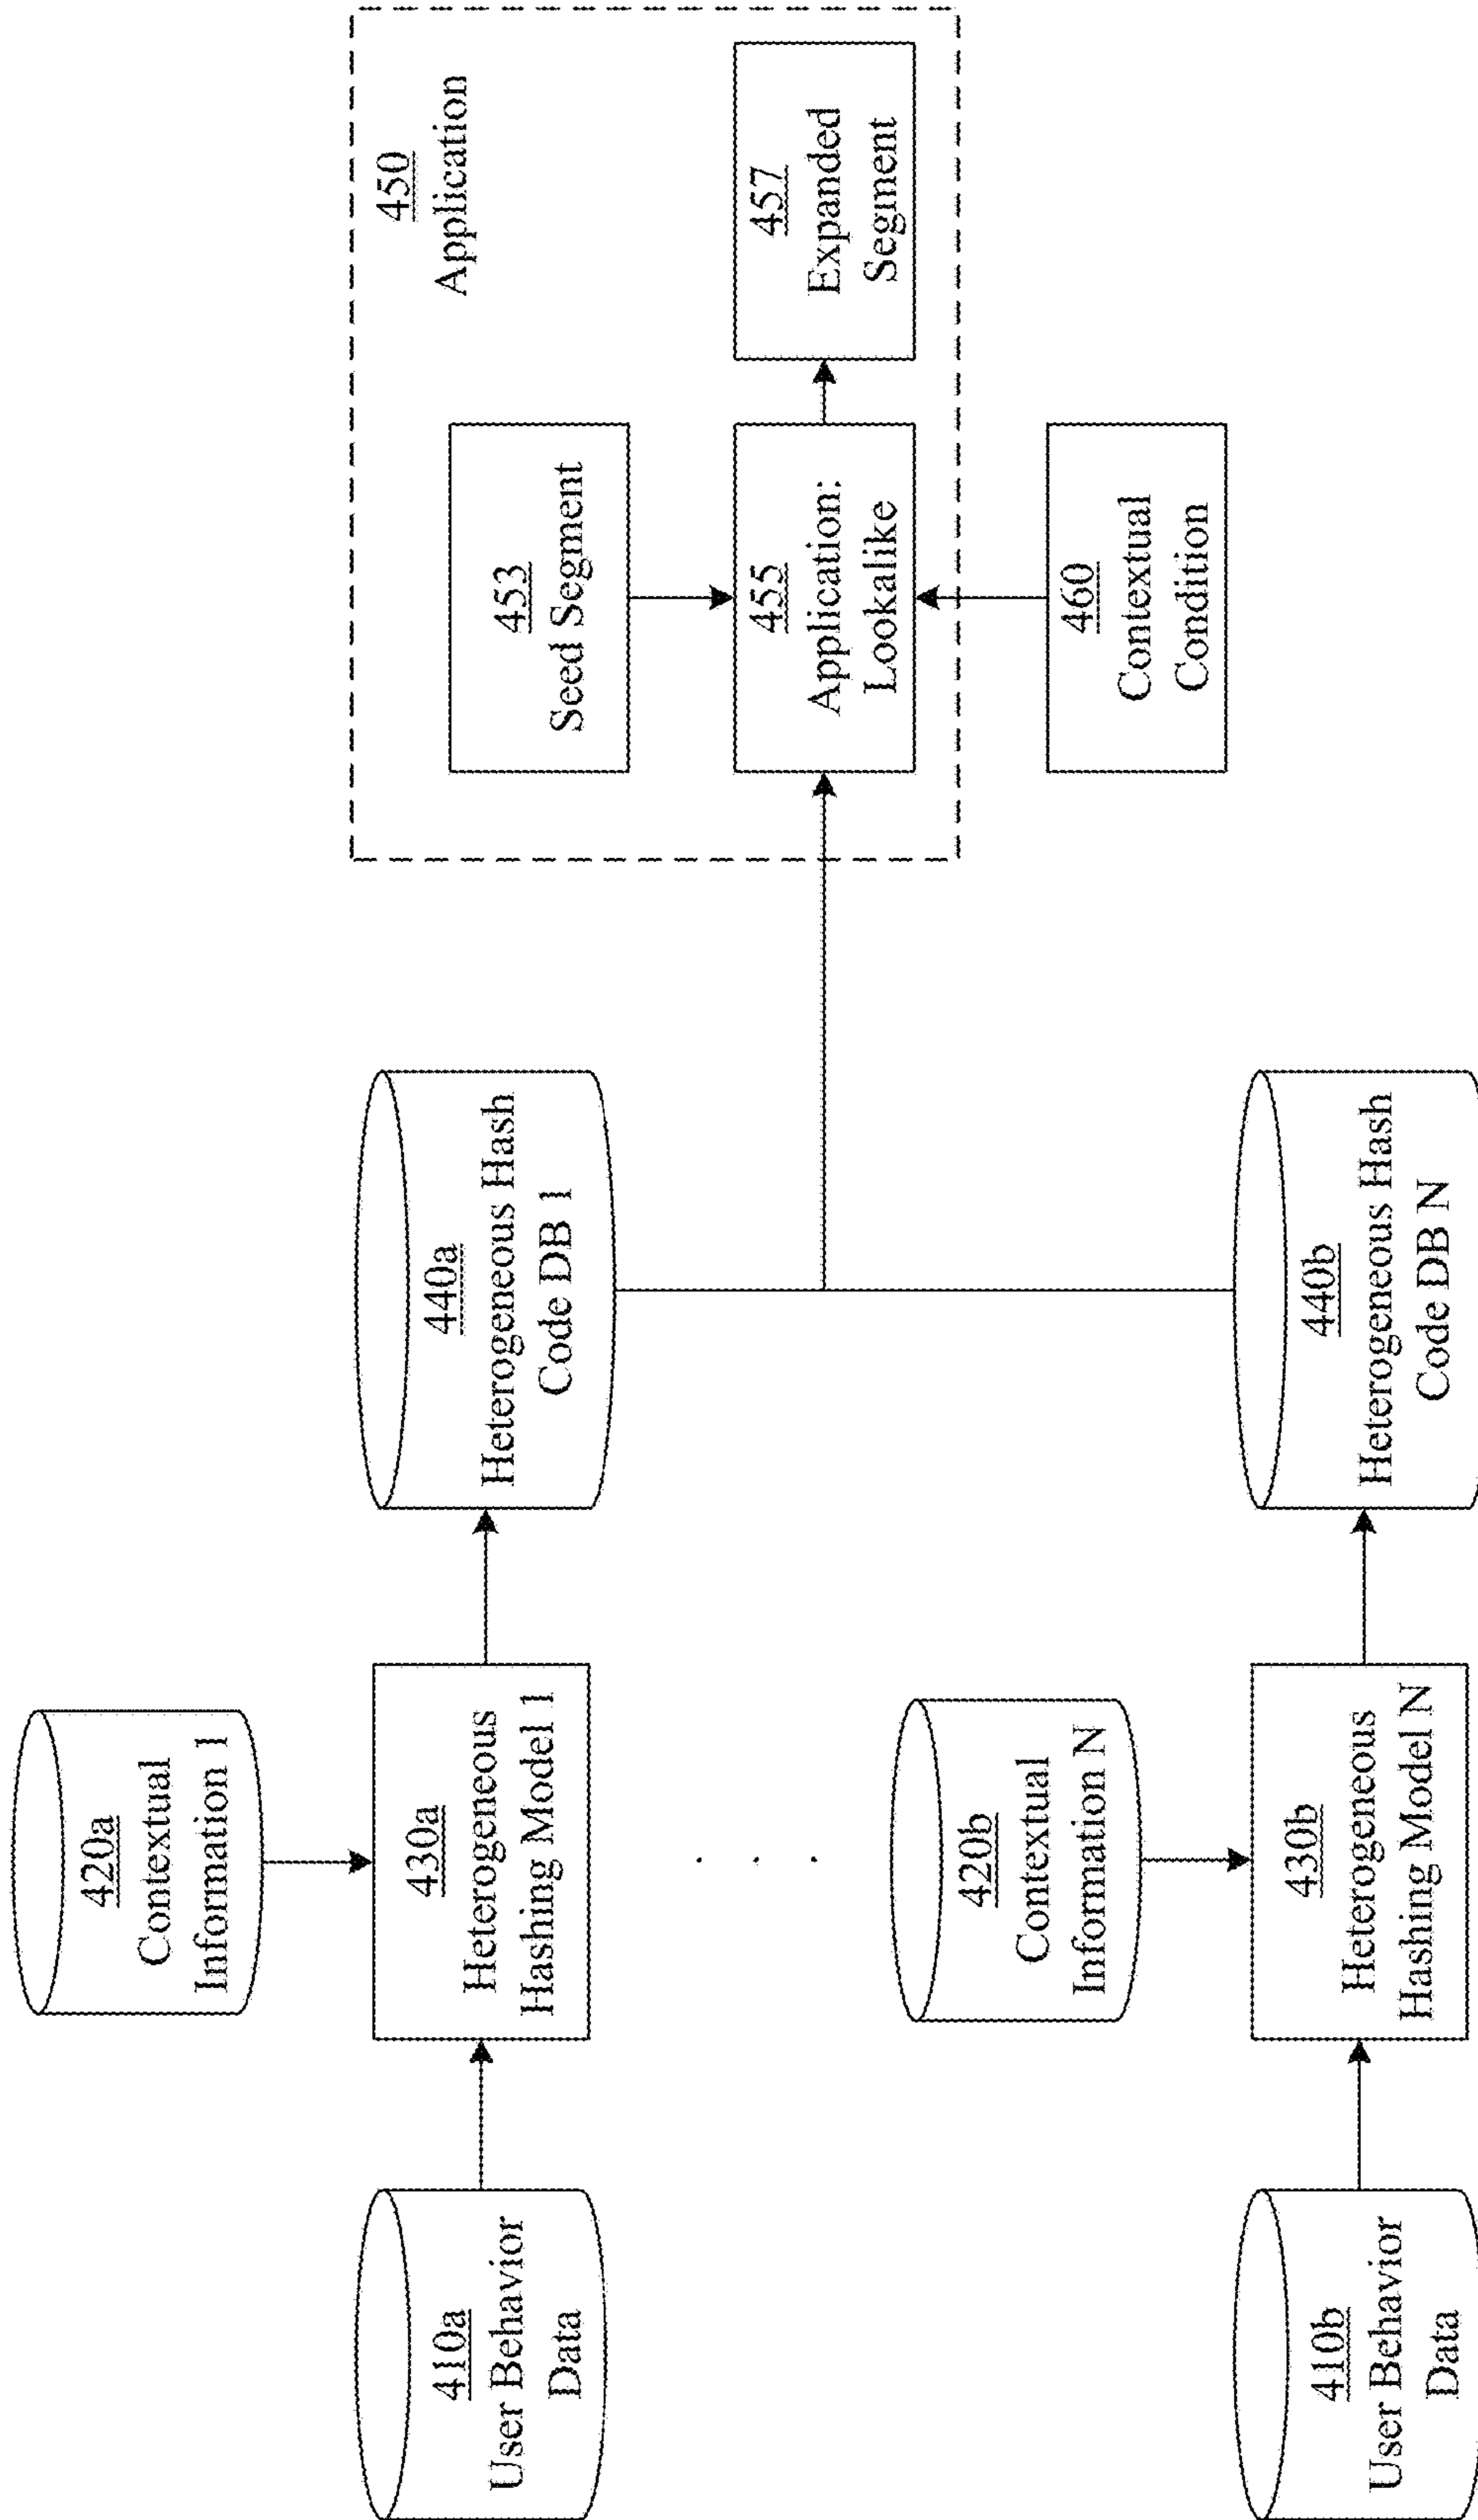 420a
Contextual
Information 1
410a
User Behavior
Data
430a
Heterogeneous
Hashing Model 1
440a
Heterogeneous Hash
Code DB 1
. . .
420b
Contextual
Information N
410b
User Behavior
Data
430b
Heterogeneous
Hashing Model N
440b
Heterogeneous Hash
Code DB N
450
Application
453
Seed Segment
455
Application:
Lookalike
457
Expanded
Segment
460
Contextual
Condition